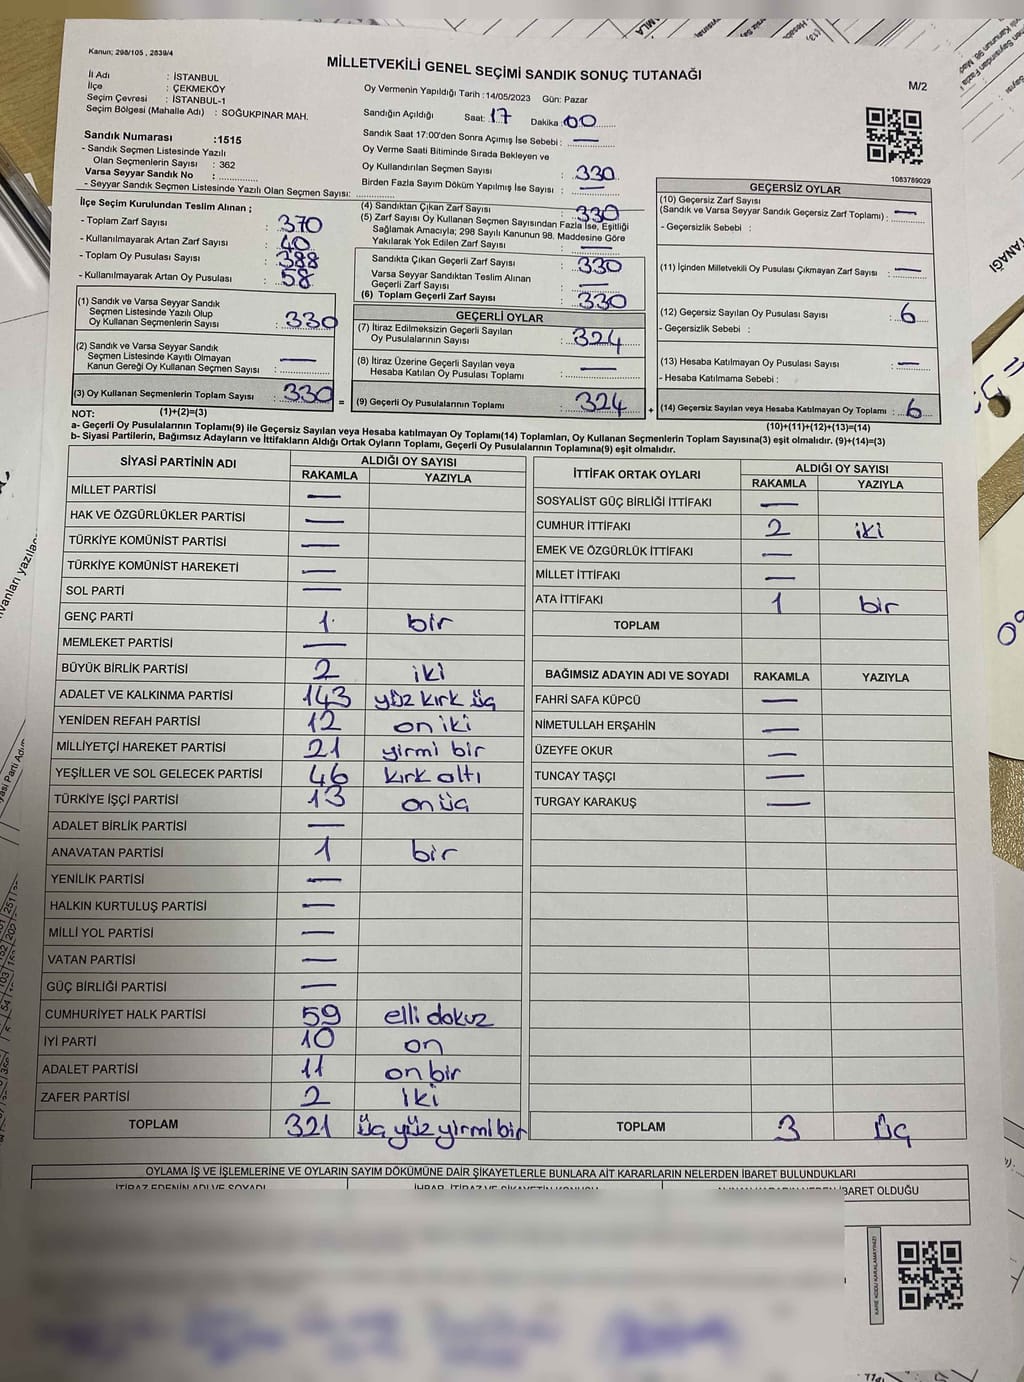 Kanun; 298/105 , 2839/4
MİLLETVEKİLİ GENEL SEÇİMİ SANDIK SONUÇ TUTANAĞI
M/2
İl Adı : İSTANBUL
İlçe : ÇEKMEKÖY
Seçim Çevresi : İSTANBUL-1
Seçim Bölgesi (Mahalle Adı) : SOĞUKPINAR MAH.
Oy Vermenin Yapıldığı Tarih :14/05/2023 Gün: Pazar
Sandığın Açıldığı Saat: 17 Dakika : 00
Sandık Saat 17:00'den Sonra Açımış İse Sebebi : —
Oy Verme Saati Bitiminde Sırada Bekleyen ve
Oy Kullandırılan Seçmen Sayısı : 330
Birden Fazla Sayım Döküm Yapılmış İse Sayısı : —
1083789029
Sandık Numarası :1515
- Sandık Seçmen Listesinde Yazılı
Olan Seçmenlerin Sayısı : 362
Varsa Seyyar Sandık No :
- Seyyar Sandık Seçmen Listesinde Yazılı Olan Seçmen Sayısı:
İlçe Seçim Kurulundan Teslim Alınan ;
- Toplam Zarf Sayısı : 370
- Kullanılmayarak Artan Zarf Sayısı : 40
- Toplam Oy Pusulası Sayısı : 388
- Kullanılmayarak Artan Oy Pusulası : 58
(1) Sandık ve Varsa Seyyar Sandık
Seçmen Listesinde Yazılı Olup
Oy Kullanan Seçmenlerin Sayısı : 330
(2) Sandık ve Varsa Seyyar Sandık
Seçmen Listesinde Kayıtlı Olmayan
Kanun Gereği Oy Kullanan Seçmen Sayısı : —
(3) Oy Kullanan Seçmenlerin Toplam Sayısı : 330 =
(4) Sandıktan Çıkan Zarf Sayısı : 330
(5) Zarf Sayısı Oy Kullanan Seçmen Sayısından Fazla İse, Eşitliği
Sağlamak Amacıyla; 298 Sayılı Kanunun 98. Maddesine Göre
Yakılarak Yok Edilen Zarf Sayısı : —
Sandıkta Çıkan Geçerli Zarf Sayısı : 330
Varsa Seyyar Sandıktan Teslim Alınan
Geçerli Zarf Sayısı : —
(6) Toplam Geçerli Zarf Sayısı : 330
GEÇERLİ OYLAR
(7) İtiraz Edilmeksizin Geçerli Sayılan
Oy Pusulalarının Sayısı : 324
(8) İtiraz Üzerine Geçerli Sayılan veya
Hesaba Katılan Oy Pusulası Toplamı : —
(9) Geçerli Oy Pusulalarının Toplamı : 324 +
GEÇERSİZ OYLAR
(10) Geçersiz Zarf Sayısı
(Sandık ve Varsa Seyyar Sandık Geçersiz Zarf Toplamı) : —
- Geçersizlik Sebebi :
(11) İçinden Milletvekili Oy Pusulası Çıkmayan Zarf Sayısı : —
(12) Geçersiz Sayılan Oy Pusulası Sayısı : 6
- Geçersizlik Sebebi :
(13) Hesaba Katılmayan Oy Pusulası Sayısı : —
- Hesaba Katılmama Sebebi :
(14) Geçersiz Sayılan veya Hesaba Katılmayan Oy Toplamı : 6
NOT: (1)+(2)=(3) (10)+(11)+(12)+(13)=(14)
a- Geçerli Oy Pusulalarının Toplamı(9) ile Geçersiz Sayılan veya Hesaba katılmayan Oy Toplamı(14) Toplamları, Oy Kullanan Seçmenlerin Toplam Sayısına(3) eşit olmalıdır. (9)+(14)=(3)
b- Siyasi Partilerin, Bağımsız Adayların ve İttifakların Aldığı Ortak Oyların Toplamı, Geçerli Oy Pusulalarının Toplamına(9) eşit olmalıdır.
SİYASİ PARTİNİN ADI ALDIĞI OY SAYISI
RAKAMLA YAZIYLA
MİLLET PARTİSİ —
HAK VE ÖZGÜRLÜKLER PARTİSİ —
TÜRKİYE KOMÜNİST PARTİSİ —
TÜRKİYE KOMÜNİST HAREKETİ —
SOL PARTİ —
GENÇ PARTİ 1 bir
MEMLEKET PARTİSİ —
BÜYÜK BİRLİK PARTİSİ 2 iki
ADALET VE KALKINMA PARTİSİ 143 yüz kırk üç
YENİDEN REFAH PARTİSİ 12 on iki
MİLLİYETÇİ HAREKET PARTİSİ 21 yirmi bir
YEŞİLLER VE SOL GELECEK PARTİSİ 46 kırk altı
TÜRKİYE İŞÇİ PARTİSİ 13 on üç
ADALET BİRLİK PARTİSİ —
ANAVATAN PARTİSİ 1 bir
YENİLİK PARTİSİ —
HALKIN KURTULUŞ PARTİSİ —
MİLLİ YOL PARTİSİ —
VATAN PARTİSİ —
GÜÇ BİRLİĞİ PARTİSİ —
CUMHURİYET HALK PARTİSİ 59 elli dokuz
İYİ PARTİ 10 on
ADALET PARTİSİ 11 on bir
ZAFER PARTİSİ 2 iki
TOPLAM 321 üç yüz yirmi bir
İTTİFAK ORTAK OYLARI ALDIĞI OY SAYISI
RAKAMLA YAZIYLA
SOSYALİST GÜÇ BİRLİĞİ İTTİFAKI —
CUMHUR İTTİFAKI 2 iki
EMEK VE ÖZGÜRLÜK İTTİFAKI —
MİLLET İTTİFAKI —
ATA İTTİFAKI 1 bir
TOPLAM
BAĞIMSIZ ADAYIN ADI VE SOYADI RAKAMLA YAZIYLA
FAHRİ SAFA KÜPCÜ —
NİMETULLAH ERŞAHİN —
ÜZEYFE OKUR —
TUNCAY TAŞÇI —
TURGAY KARAKUŞ —
TOPLAM 3 üç
OYLAMA İŞ VE İŞLEMLERİNE VE OYLARIN SAYIM DÖKÜMÜNE DAİR ŞİKAYETLERLE BUNLARA AİT KARARLARIN NELERDEN İBARET BULUNDUKLARI
İTİRAZ EDENİN ADI VE SOYADI
İBARET OLDUĞU
KARE KODU KARALAMAYINIZ!